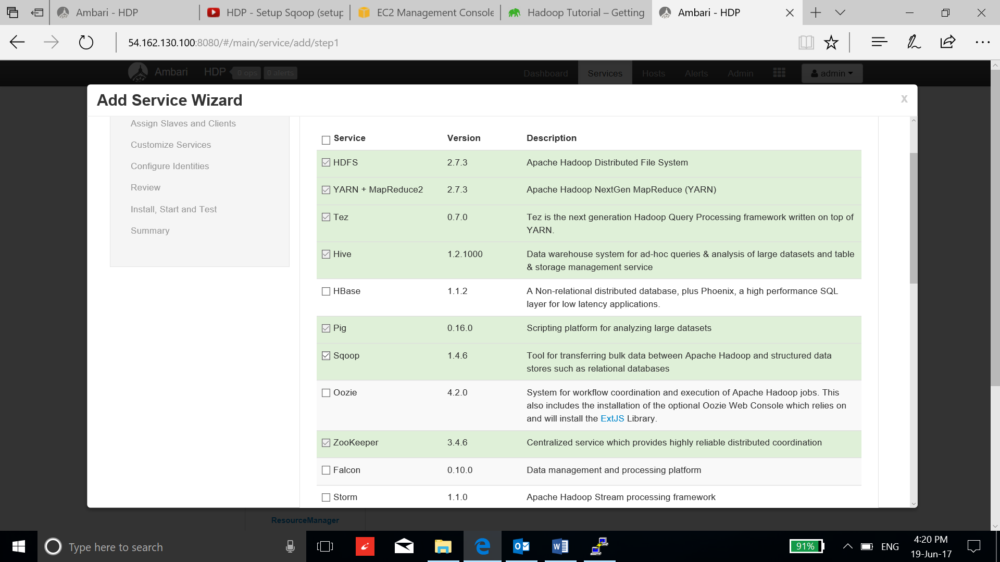 Ambari - HDP
HDP - Setup Sqoop (setup
EC2 Management Console
Hadoop Tutorial – Getting
Ambari - HDP
54.162.130.100:8080/#/main/service/add/step1
Ambari HDP 0 ops 0 alerts Dashboard Services Hosts Alerts Admin admin
Add Service Wizard x
Assign Slaves and Clients
Customize Services
Configure Identities
Review
Install, Start and Test
Summary
Service Version Description
HDFS 2.7.3 Apache Hadoop Distributed File System
YARN + MapReduce2 2.7.3 Apache Hadoop NextGen MapReduce (YARN)
Tez 0.7.0 Tez is the next generation Hadoop Query Processing framework written on top of
YARN.
Hive 1.2.1000 Data warehouse system for ad-hoc queries & analysis of large datasets and table
& storage management service
HBase 1.1.2 A Non-relational distributed database, plus Phoenix, a high performance SQL
layer for low latency applications.
Pig 0.16.0 Scripting platform for analyzing large datasets
Sqoop 1.4.6 Tool for transferring bulk data between Apache Hadoop and structured data
stores such as relational databases
Oozie 4.2.0 System for workflow coordination and execution of Apache Hadoop jobs. This
also includes the installation of the optional Oozie Web Console which relies on
and will install the ExtJS Library.
ZooKeeper 3.4.6 Centralized service which provides highly reliable distributed coordination
Falcon 0.10.0 Data management and processing platform
Storm 1.1.0 Apache Hadoop Stream processing framework
ResourceManager
Type here to search
91%
ENG
4:20 PM
19-Jun-17